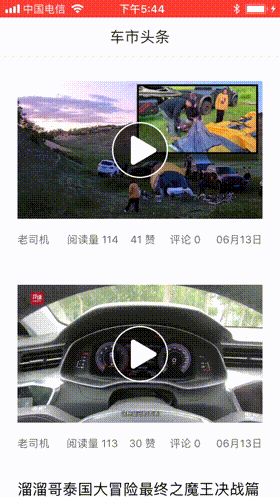 中国电信
下午5:44
车市头条
老司机 阅读量 114 41 赞 评论 0 06月13日
老司机 阅读量 113 30 赞 评论 0 06月13日
溜溜哥泰国大冒险最终之魔王决战篇